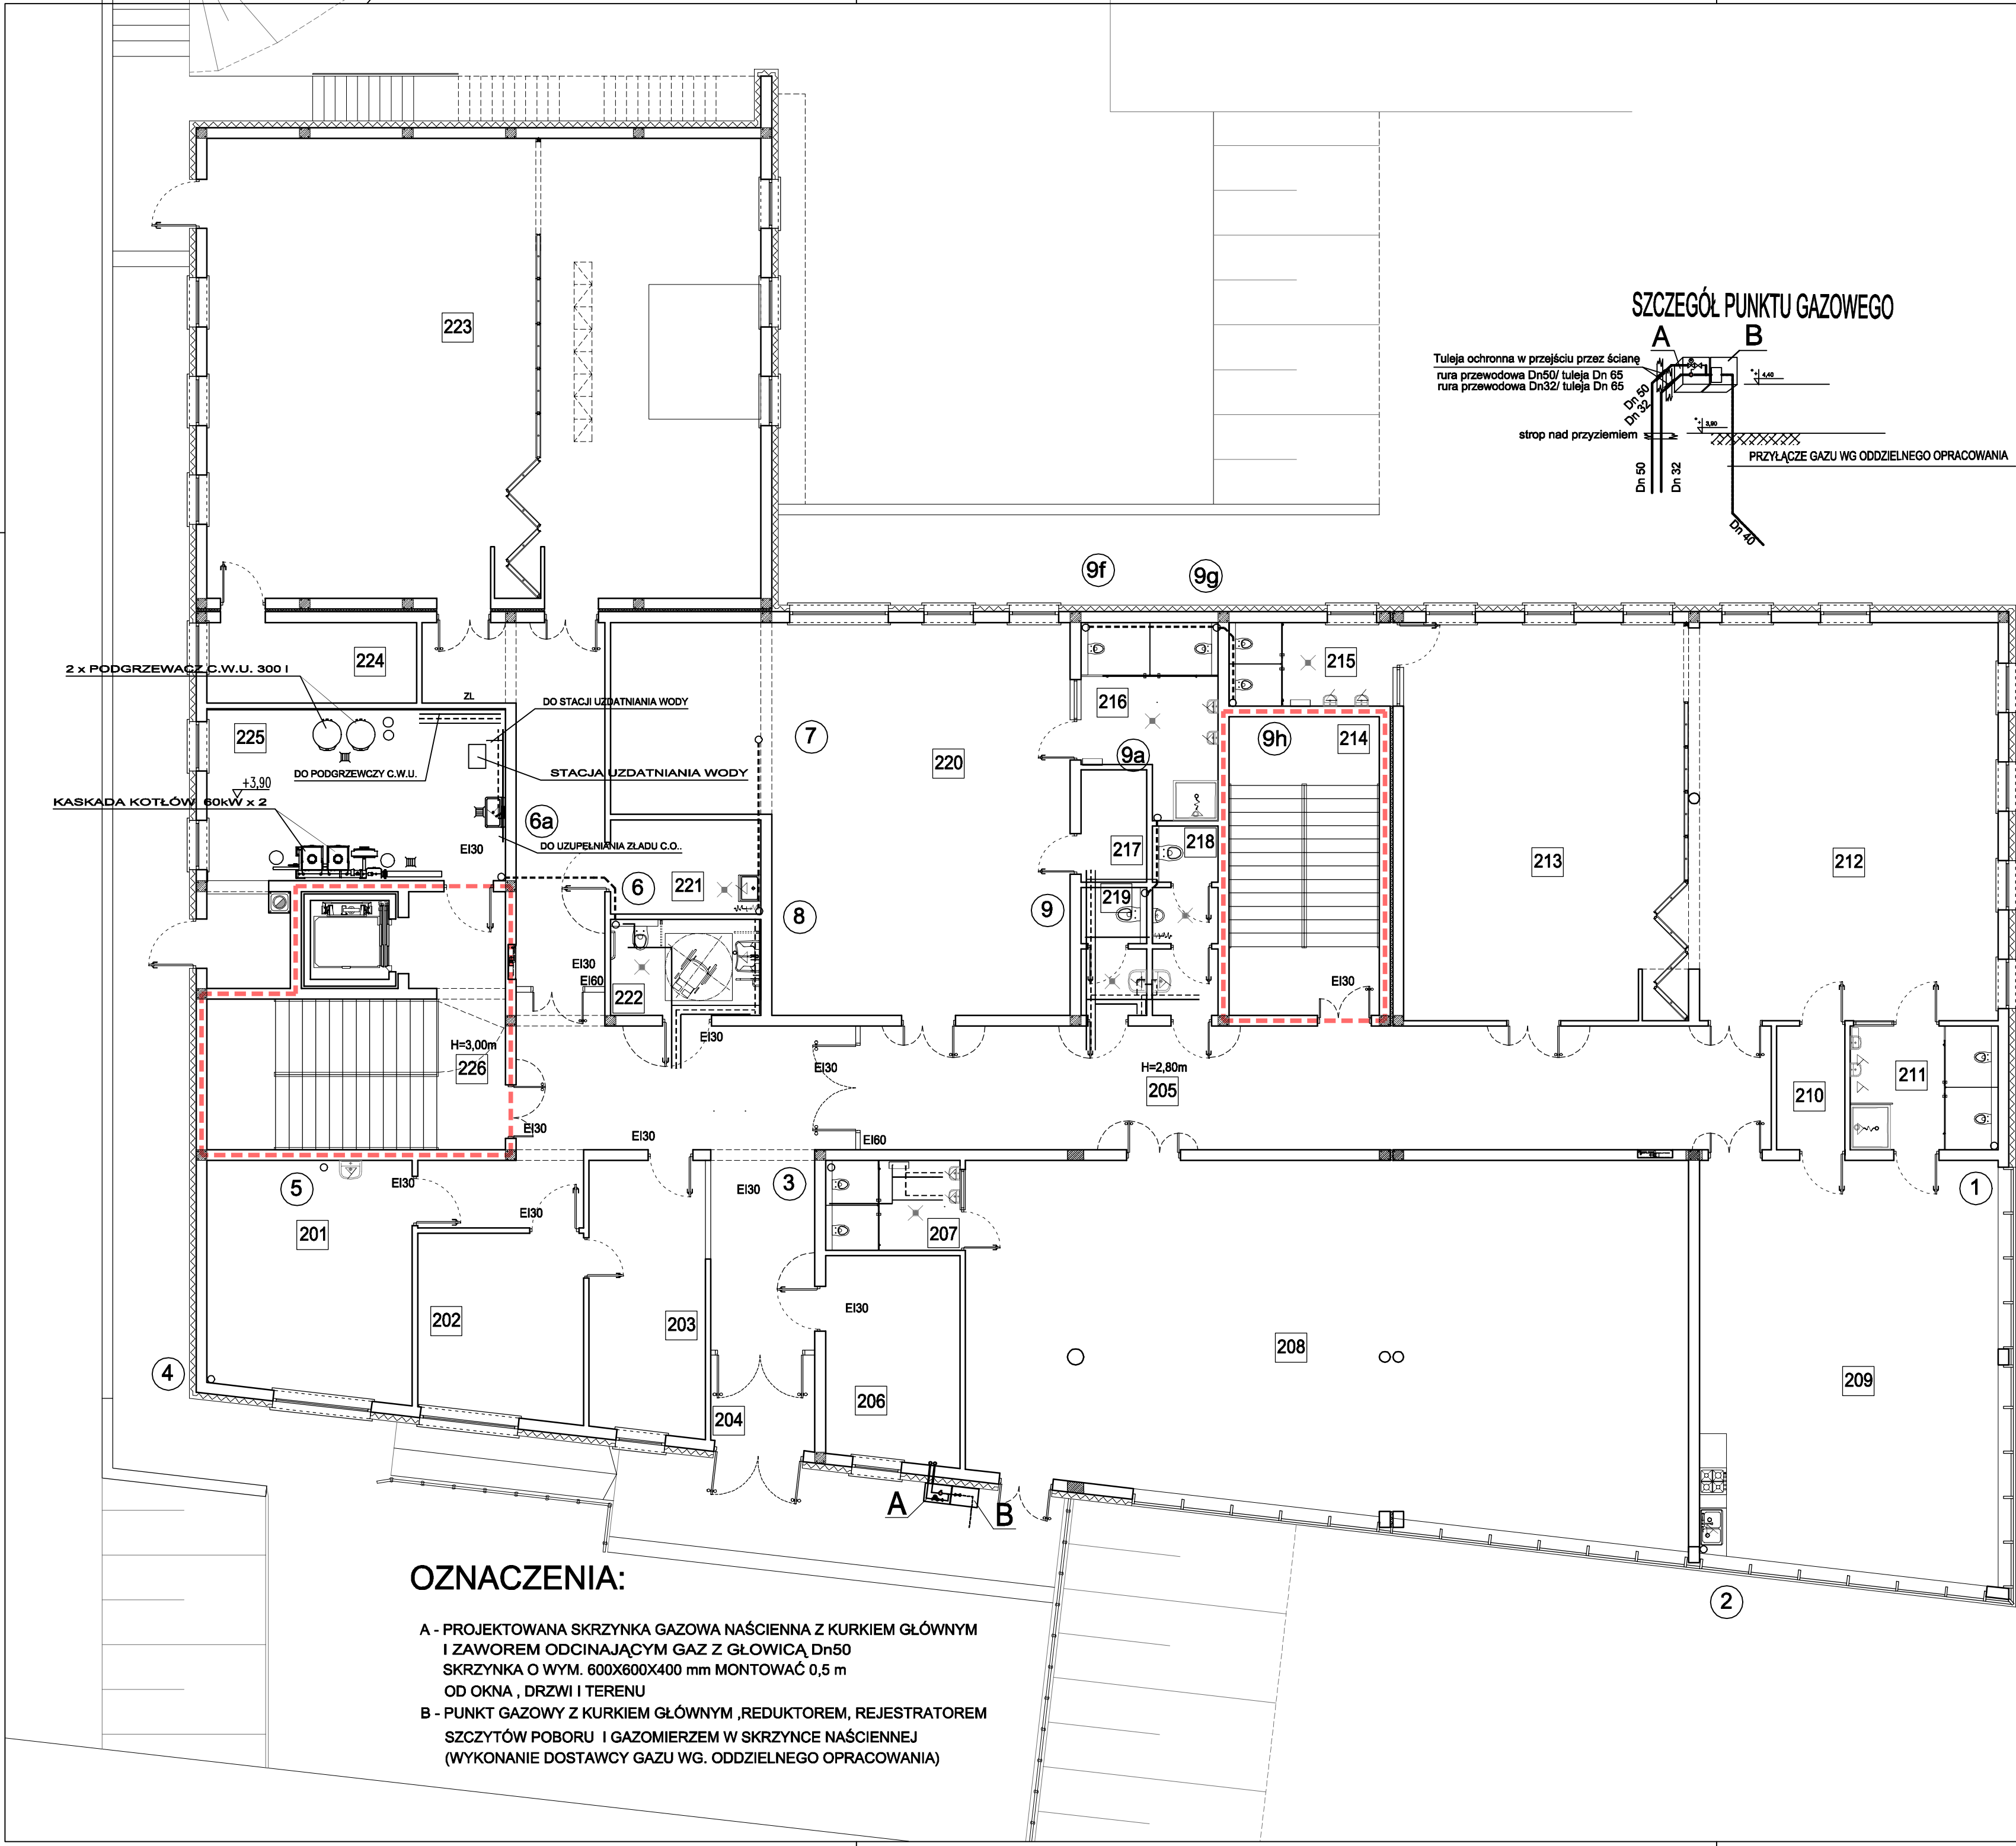 SZCZEGÓŁ PUNKTU GAZOWEGO
A
B
Tuleja ochronna w przejściu przez ścianę
rura przewodowa Dn50/ tuleja Dn 65
rura przewodowa Dn32/ tuleja Dn 65
Dn 50
Dn 32
4,40
strop nad przyziemiem
3,90
PRZYŁĄCZE GAZU WG ODDZIELNEGO OPRACOWANIA
Dn 50
Dn 32
Dn 40
223
9f
9g
2 x PODGRZEWACZ C.W.U. 300 l
224
215
ZL
DO STACJI UZDATNIANIA WODY
216
225
7
9h
214
220
9a
DO PODGRZEWCZY C.W.U.
STACJA UZDATNIANIA WODY
+3,90
KASKADA KOTŁÓW 60kW x 2
6a
EI30
DO UZUPEŁNIANIA ZŁADU C.O..
217
218
213
212
6
221
219
8
9
EI30
EI60
222
EI30
EI30
H=3,00m
226
EI30
H=2,80m
205
210
211
EI30
EI30
EI60
5
EI30
EI30
3
1
201
EI30
207
202
203
EI30
208
4
209
206
204
A
B
2
OZNACZENIA:
A - PROJEKTOWANA SKRZYNKA GAZOWA NAŚCIENNA Z KURKIEM GŁÓWNYM
I ZAWOREM ODCINAJĄCYM GAZ Z GŁOWICĄ Dn50
SKRZYNKA O WYM. 600X600X400 mm MONTOWAĆ 0,5 m
OD OKNA , DRZWI I TERENU
B - PUNKT GAZOWY Z KURKIEM GŁÓWNYM ,REDUKTOREM, REJESTRATOREM
SZCZYTÓW POBORU I GAZOMIERZEM W SKRZYNCE NAŚCIENNEJ
(WYKONANIE DOSTAWCY GAZU WG. ODDZIELNEGO OPRACOWANIA)